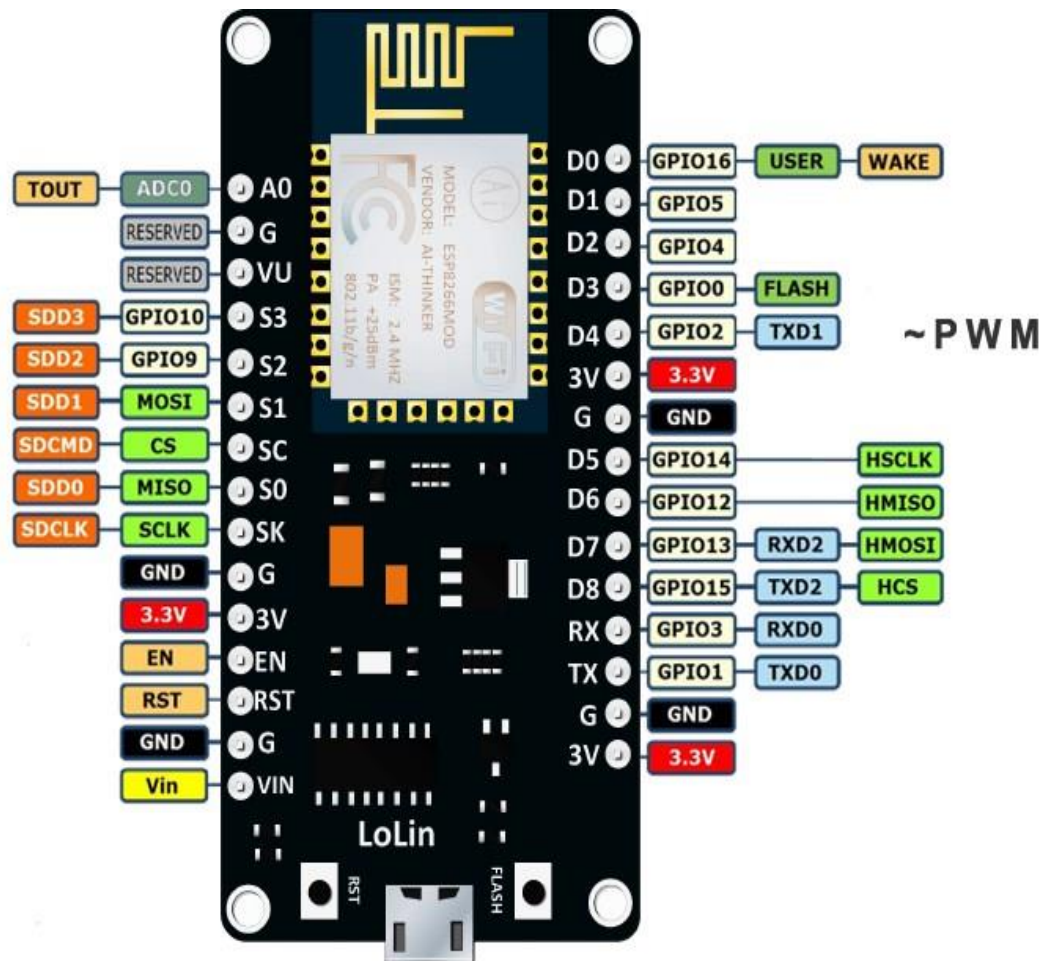 TOUT ADC0 A0
RESERVED G
RESERVED VU
SDD3 GPIO10 S3
SDD2 GPIO9 S2
SDD1 MOSI S1
SDCMD CS SC
SDD0 MISO S0
SDCLK SCLK SK
GND G
3.3V 3V
EN EN
RST RST
GND G
Vin VIN
FCC
Ai
MODEL: ESP8266MOD
VENDOR: AI-THINKER
WiFi
ISM: 2.4 MHZ
PA +25dBm
802.11b/g/n
D0 GPIO16 USER WAKE
D1 GPIO5
D2 GPIO4
D3 GPIO0 FLASH
D4 GPIO2 TXD1
3V 3.3V
G GND
D5 GPIO14 HSCLK
D6 GPIO12 HMISO
D7 GPIO13 RXD2 HMOSI
D8 GPIO15 TXD2 HCS
RX GPIO3 RXD0
TX GPIO1 TXD0
G GND
3V 3.3V
~PWM
LoLin
RST
FLASH